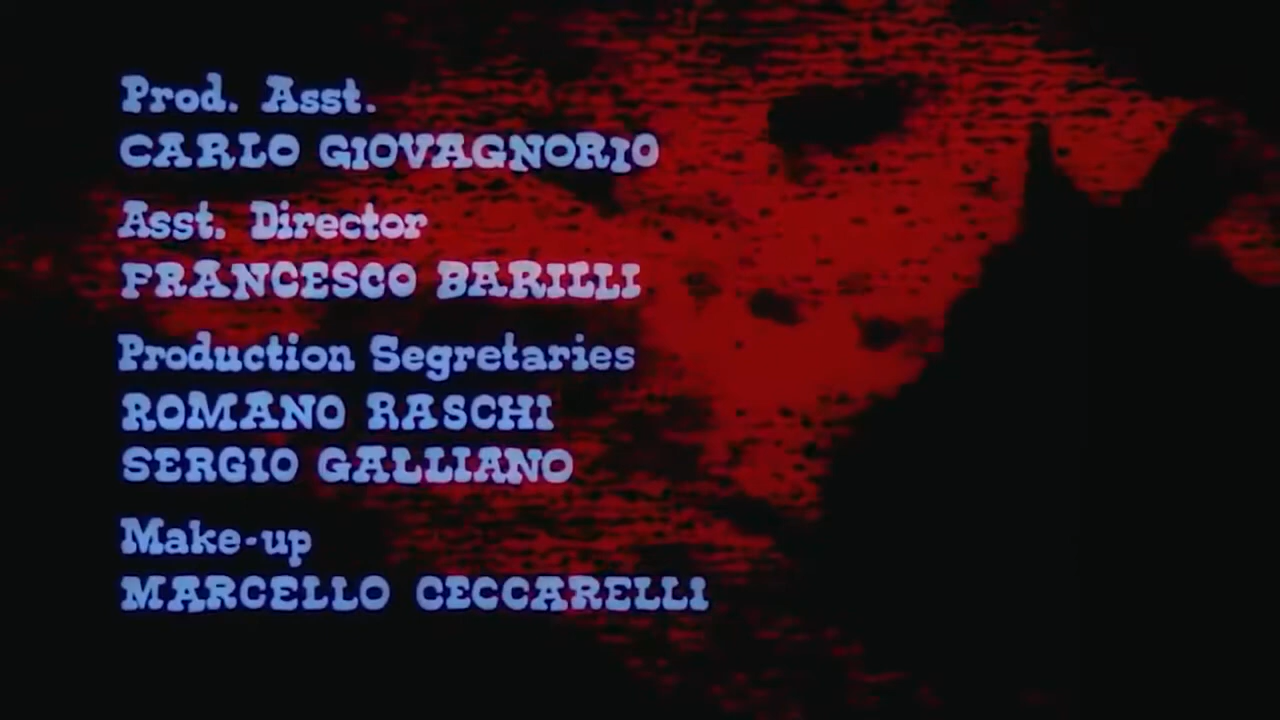 Prod. Asst.
CARLO GIOVAGNORIO
Asst. Director
FRANCESCO BARILLI
Production Segretaries
ROMANO RASCHI
SERGIO GALLIANO
Make-up
MARCELLO CECCARELLI